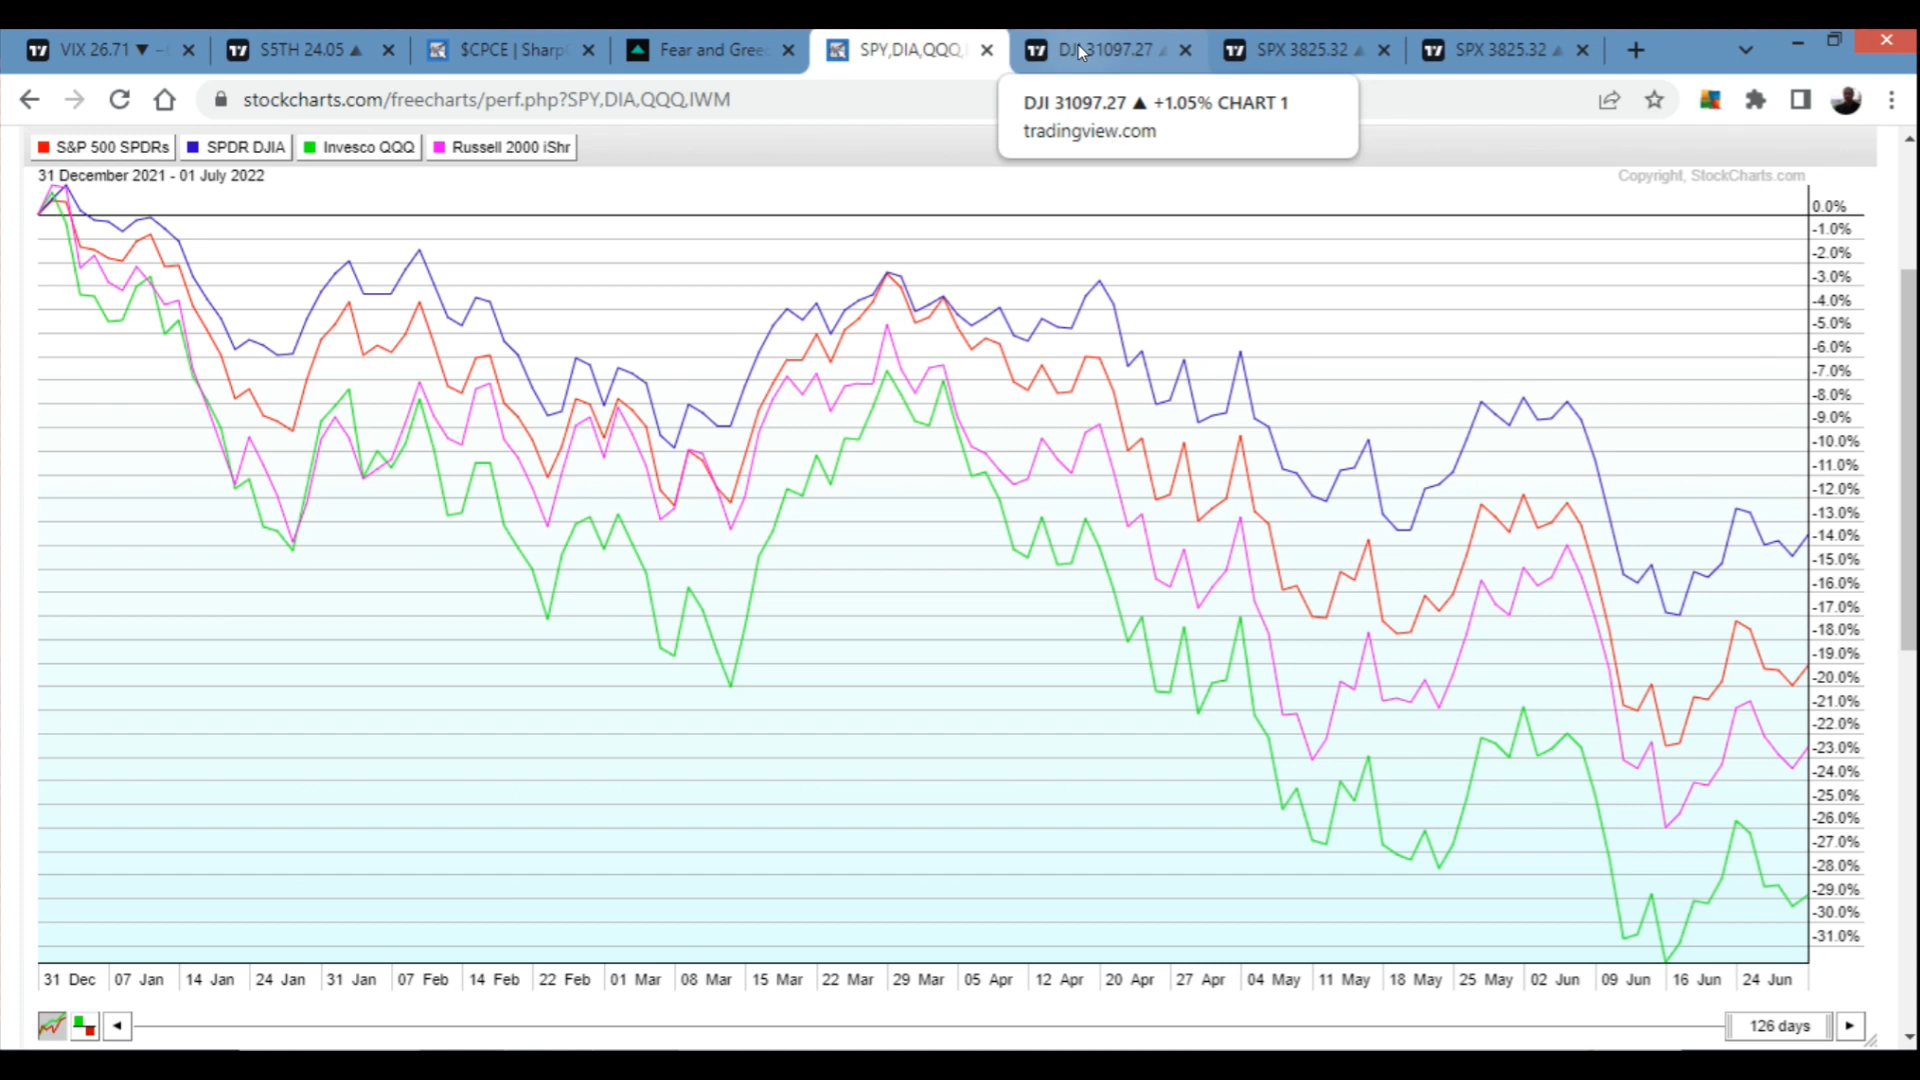 VIX 26.71 ▼
S5TH 24.05 ▲
$CPCE | Sharp
Fear and Gree
SPY,DIA,QQQ,
DJI 31097.27
SPX 3825.32 ▲
SPX 3825.32 ▲
stockcharts.com/freecharts/perf.php?SPY,DIA,QQQ,IWM
DJI 31097.27 ▲ +1.05% CHART 1
tradingview.com
S&P 500 SPDRs
SPDR DJIA
Invesco QQQ
Russell 2000 iShr
31 December 2021 - 01 July 2022
Copyright, StockCharts.com
0.0%
-1.0%
-2.0%
-3.0%
-4.0%
-5.0%
-6.0%
-7.0%
-8.0%
-9.0%
-10.0%
-11.0%
-12.0%
-13.0%
-14.0%
-15.0%
-16.0%
-17.0%
-18.0%
-19.0%
-20.0%
-21.0%
-22.0%
-23.0%
-24.0%
-25.0%
-26.0%
-27.0%
-28.0%
-29.0%
-30.0%
-31.0%
31 Dec 07 Jan 14 Jan 24 Jan 31 Jan 07 Feb 14 Feb 22 Feb 01 Mar 08 Mar 15 Mar 22 Mar 29 Mar 05 Apr 12 Apr 20 Apr 27 Apr 04 May 11 May 18 May 25 May 02 Jun 09 Jun 16 Jun 24 Jun
126 days